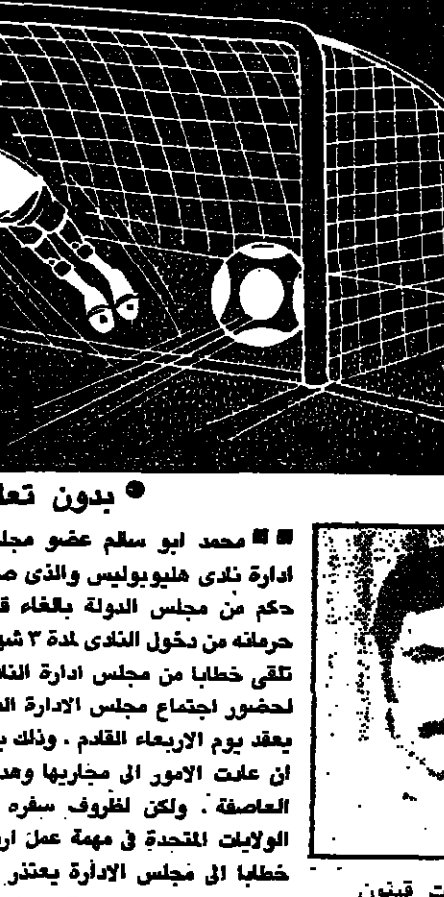 ● بدون تعا
■■ محمد ابو سالم عضو مجل
ادارة نادى هليوبوليس والذى ص
حكم من مجلس الدولة بالغاء ق
حرمانه من دخول النادى لمدة ٣ شهو
تلقى خطابا من مجلس ادارة الناد
لحضور اجتماع مجلس الادارة ال
يعقد يوم الاربعاء القادم . وذلك ب
ان عادت الامور الى مجاريها وهد
العاصفة . ولكن لظروف سفره
الولايات المتحدة فى مهمة عمل ار
خطابا الى مجلس الادارة يعتذر